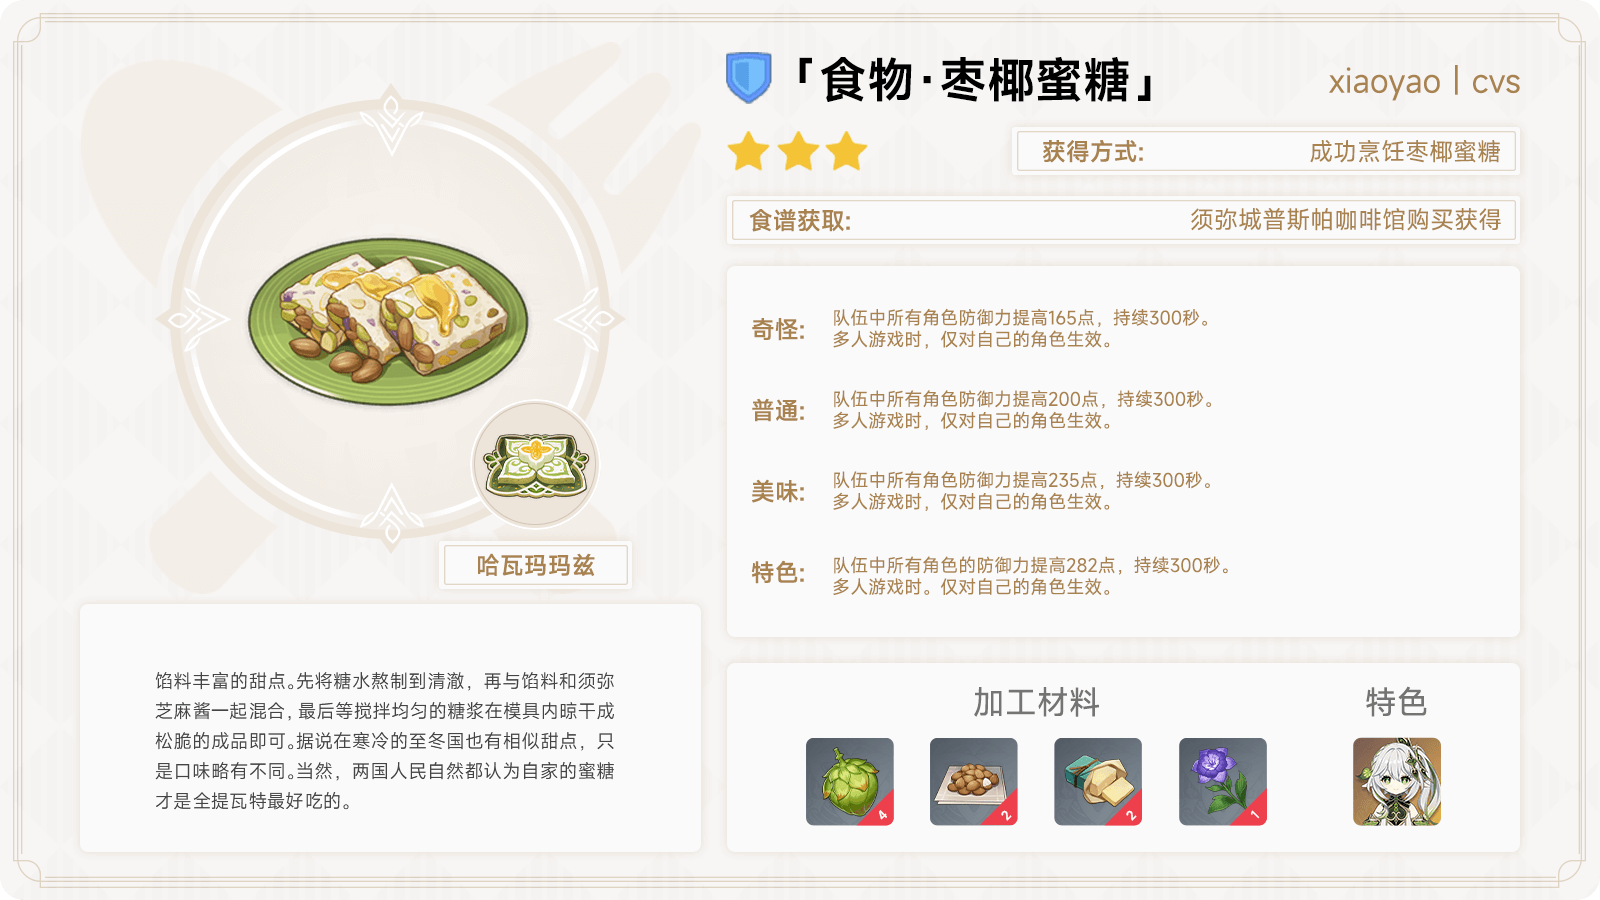 「食物·枣椰蜜糖」
xiaoyao | cvs
获得方式: 成功烹饪枣椰蜜糖
食谱获取: 须弥城普斯帕咖啡馆购买获得
奇怪: 队伍中所有角色防御力提高165点，持续300秒。
多人游戏时，仅对自己的角色生效。
普通: 队伍中所有角色防御力提高200点，持续300秒。
多人游戏时，仅对自己的角色生效。
美味: 队伍中所有角色防御力提高235点，持续300秒。
多人游戏时，仅对自己的角色生效。
特色: 队伍中所有角色的防御力提高282点，持续300秒。
多人游戏时。仅对自己的角色生效。
哈瓦玛玛兹
馅料丰富的甜点。先将糖水熬制到清澈，再与馅料和须弥
芝麻酱一起混合，最后等搅拌均匀的糖浆在模具内晾干成
松脆的成品即可。据说在寒冷的至冬国也有相似甜点，只
是口味略有不同。当然，两国人民自然都认为自家的蜜糖
才是全提瓦特最好吃的。
加工材料
特色
4
2
2
1